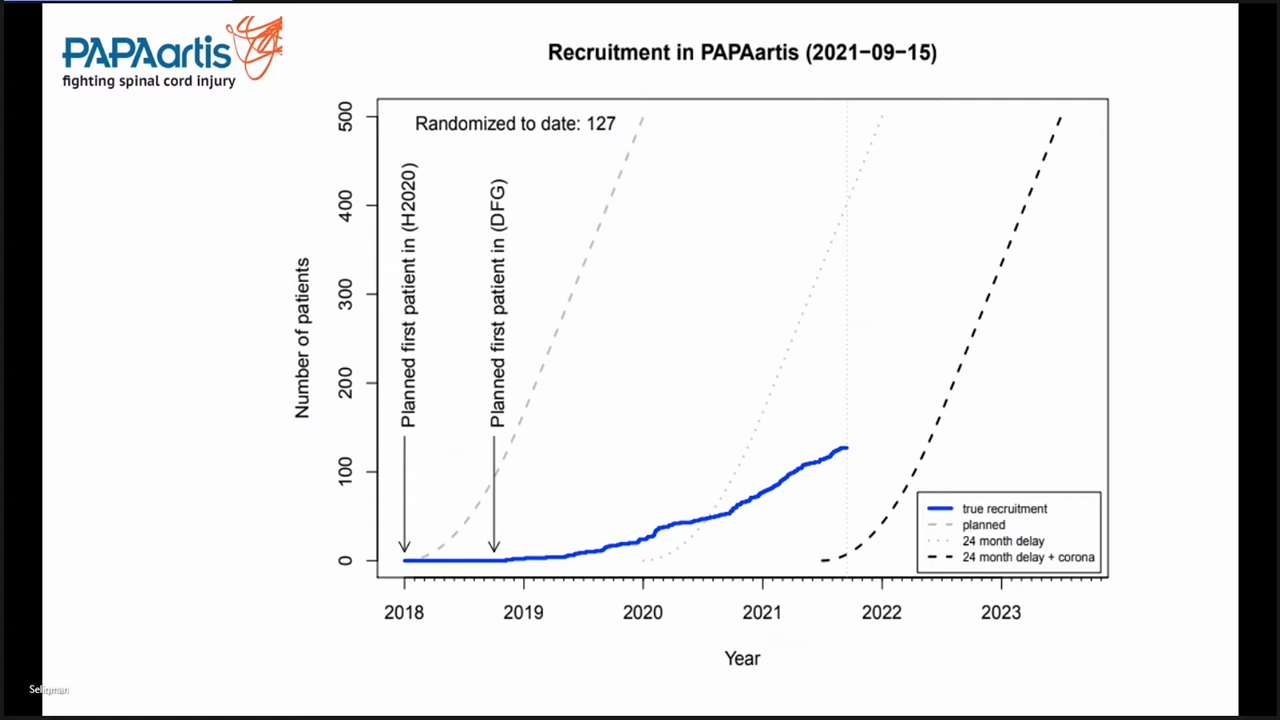 PAPAartis
fighting spinal cord injury
Recruitment in PAPAartis (2021−09−15)
Randomized to date: 127
Planned first patient in (H2020)
Planned first patient in (DFG)
Number of patients
500
400
300
200
100
0
true recruitment
planned
24 month delay
24 month delay + corona
2018 2019 2020 2021 2022 2023
Year
Seligman